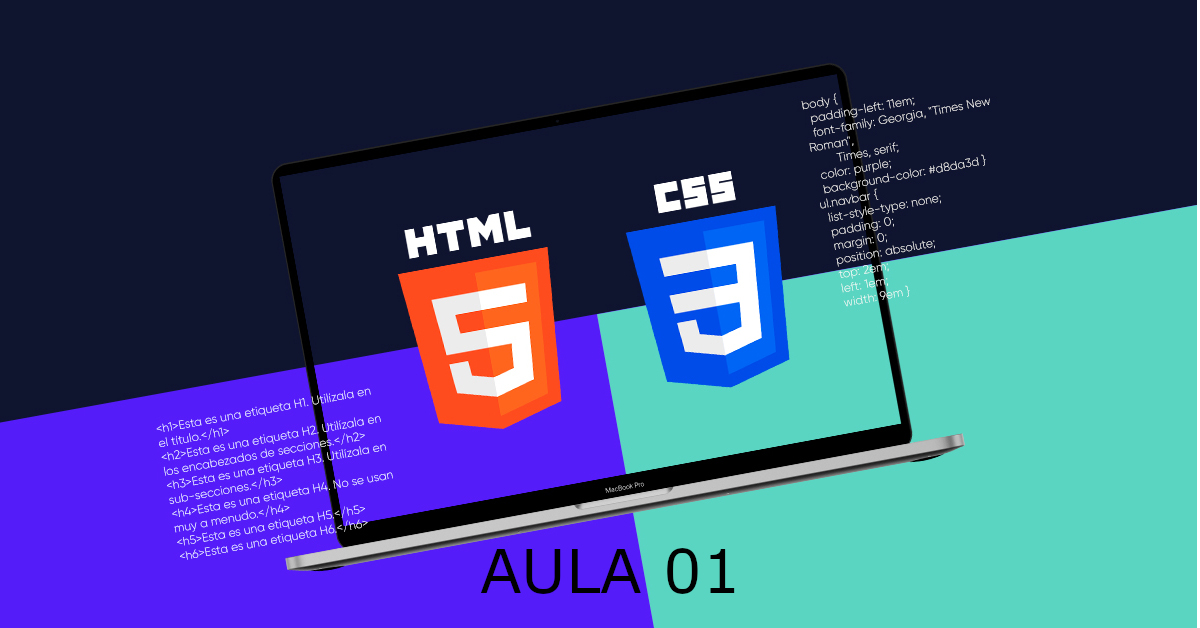 HTML
CSS
body {
padding-left: 11em;
font-family: Georgia, "Times New
Roman",
Times, serif;
color: purple;
background-color: #d8da3d }
ul.navbar {
list-style-type: none;
padding: 0;
margin: 0;
position: absolute;
top: 2em;
left: 1em;
width: 9em }
<h1>Esta es una etiqueta H1. Utilizala en
el título.</h1>
<h2>Esta es una etiqueta H2. Utilizala en
los encabezados de secciones.</h2>
<h3>Esta es una etiqueta H3. Utilizala en
sub-secciones.</h3>
<h4>Esta es una etiqueta H4. No se usan
muy a menudo.</h4>
<h5>Esta es una etiqueta H5.</h5>
<h6>Esta es una etiqueta H6.</h6>
MacBook Pro
AULA 01